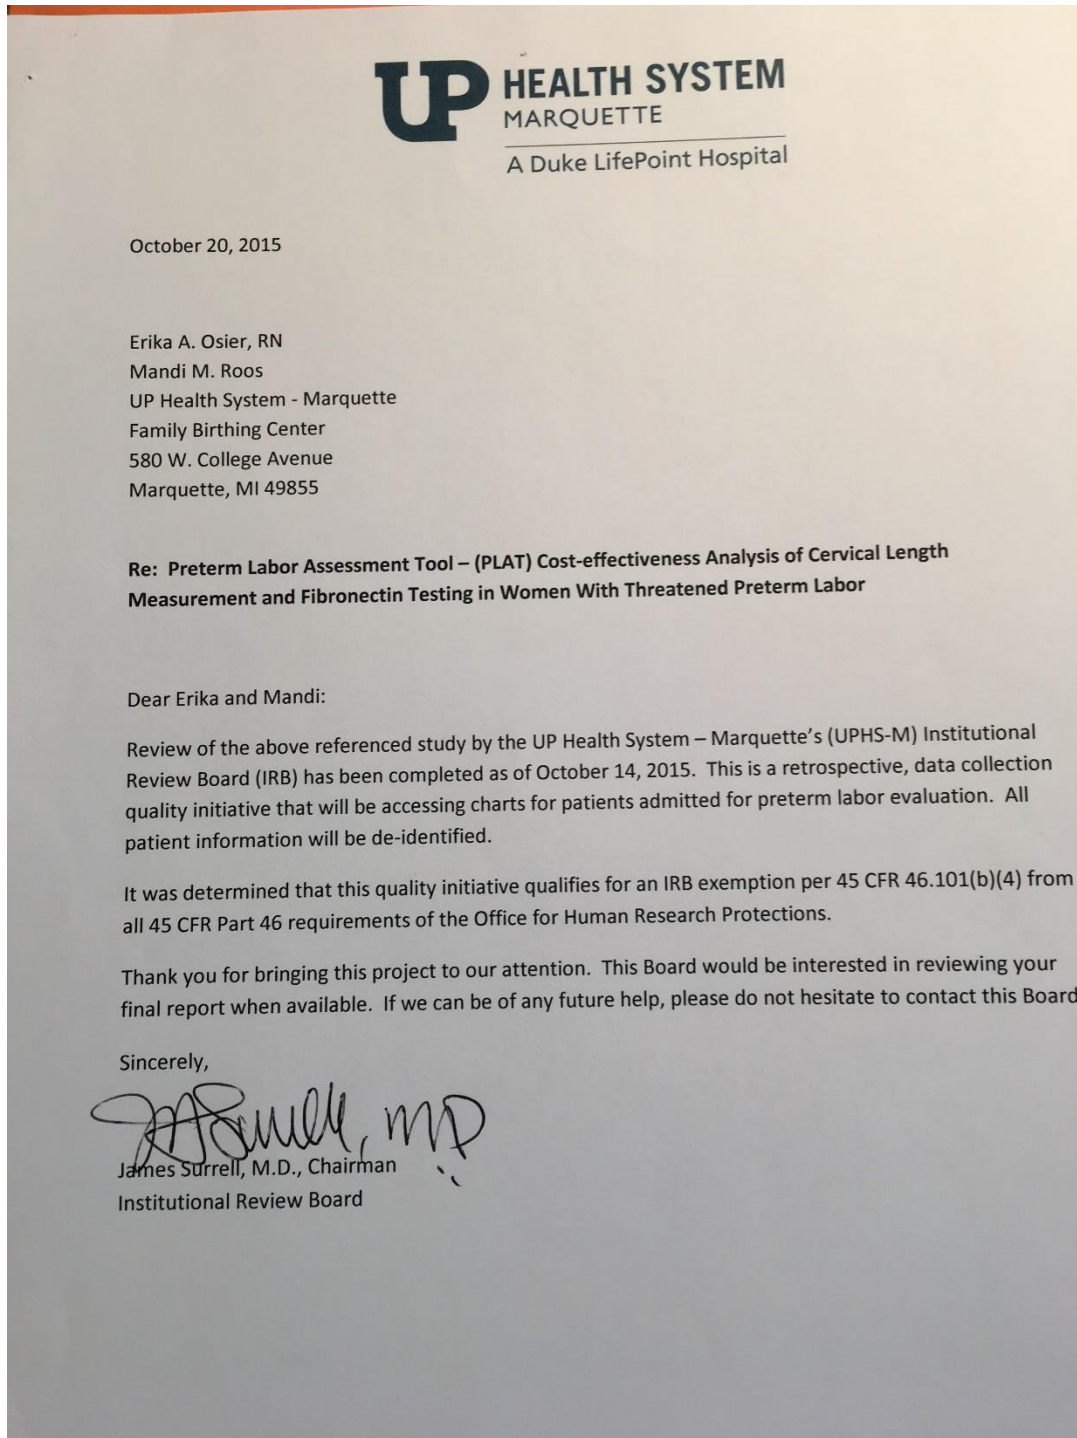 UP HEALTH SYSTEM
MARQUETTE
A Duke LifePoint Hospital
October 20, 2015
Erika A. Osier, RN
Mandi M. Roos
UP Health System - Marquette
Family Birthing Center
580 W. College Avenue
Marquette, MI 49855
Re: Preterm Labor Assessment Tool – (PLAT) Cost-effectiveness Analysis of Cervical Length
Measurement and Fibronectin Testing in Women With Threatened Preterm Labor
Dear Erika and Mandi:
Review of the above referenced study by the UP Health System – Marquette’s (UPHS-M) Institutional
Review Board (IRB) has been completed as of October 14, 2015. This is a retrospective, data collection
quality initiative that will be accessing charts for patients admitted for preterm labor evaluation. All
patient information will be de-identified.
It was determined that this quality initiative qualifies for an IRB exemption per 45 CFR 46.101(b)(4) from
all 45 CFR Part 46 requirements of the Office for Human Research Protections.
Thank you for bringing this project to our attention. This Board would be interested in reviewing your
final report when available. If we can be of any future help, please do not hesitate to contact this Board
Sincerely,
, MD
James Surrell, M.D., Chairman
Institutional Review Board